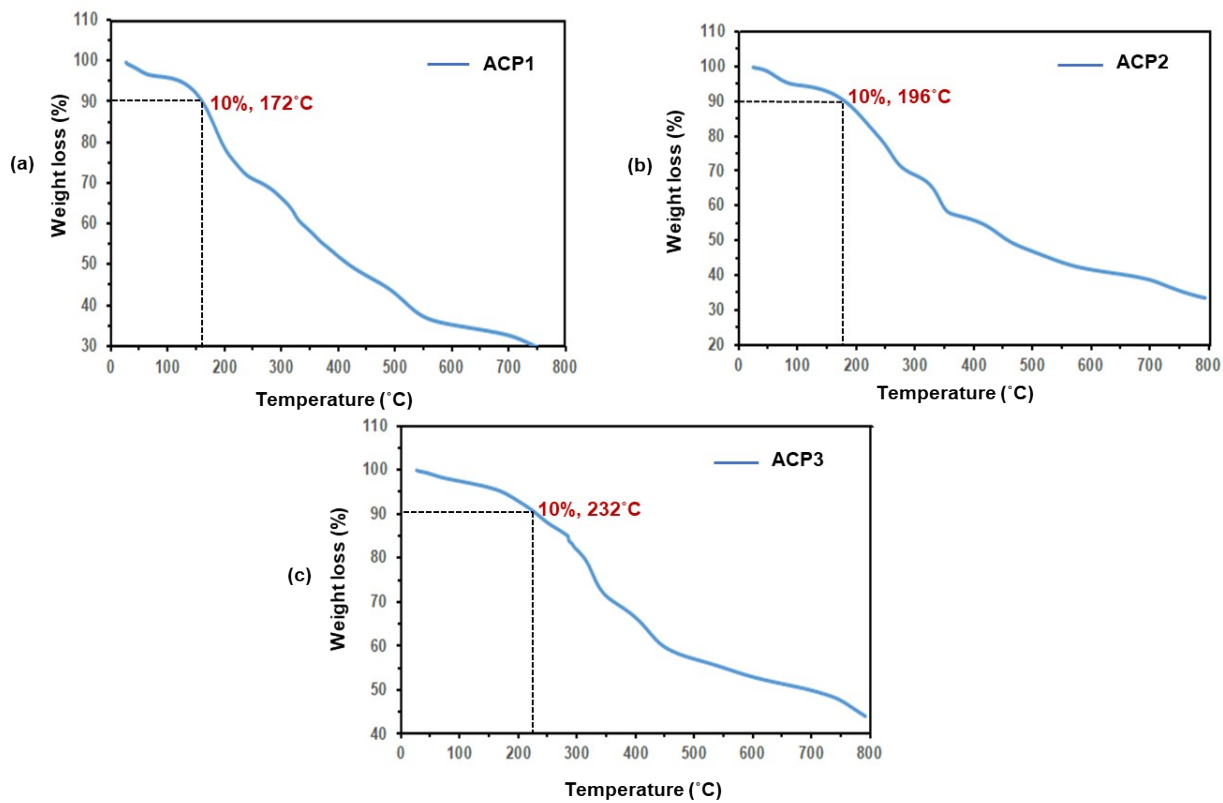 (a)
Weight loss (%)
110
100
90
80
70
60
50
40
30
ACP1
10%, 172˚C
0 100 200 300 400 500 600 700 800
Temperature (˚C)
(b)
Weight loss (%)
110
100
90
80
70
60
50
40
30
20
ACP2
10%, 196˚C
0 100 200 300 400 500 600 700 800
Temperature (˚C)
(c)
Weight loss (%)
110
100
90
80
70
60
50
40
ACP3
10%, 232˚C
0 100 200 300 400 500 600 700 800
Temperature (˚C)